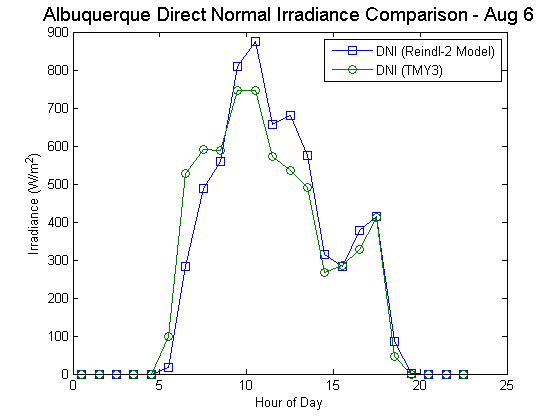 Albuquerque Direct Normal Irradiance Comparison - Aug 6
DNI (Reindl-2 Model)
DNI (TMY3)
900
800
700
600
500
400
300
200
100
0
Irradiance (W/m²)
0 5 10 15 20 25
Hour of Day